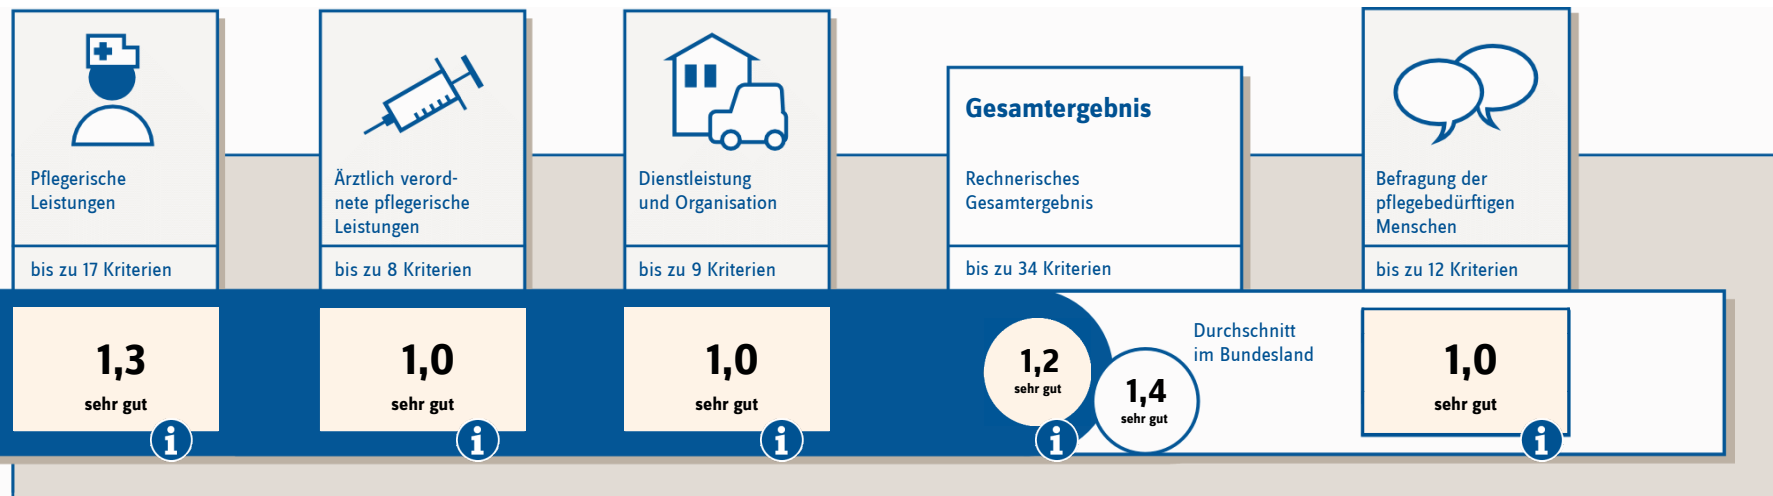 Pflegerische
Leistungen
bis zu 17 Kriterien
1,3
sehr gut
i
Ärztlich verord-
nete pflegerische
Leistungen
bis zu 8 Kriterien
1,0
sehr gut
i
Dienstleistung
und Organisation
bis zu 9 Kriterien
1,0
sehr gut
i
Gesamtergebnis
Rechnerisches
Gesamtergebnis
bis zu 34 Kriterien
1,2
sehr gut
i
1,4
sehr gut
Durchschnitt
im Bundesland
Befragung der
pflegebedürftigen
Menschen
bis zu 12 Kriterien
1,0
sehr gut
i